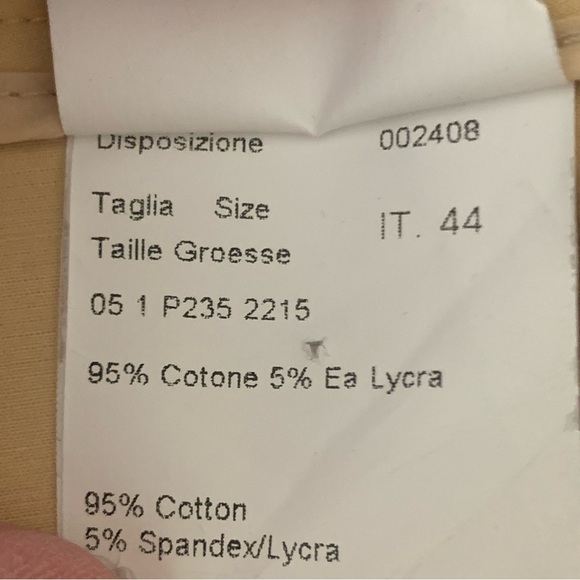 Disposizione 002408
Taglia Size IT. 44
Taille Groesse
05 1 P235 2215
95% Cotone 5% Ea Lycra
95% Cotton
5% Spandex/Lycra